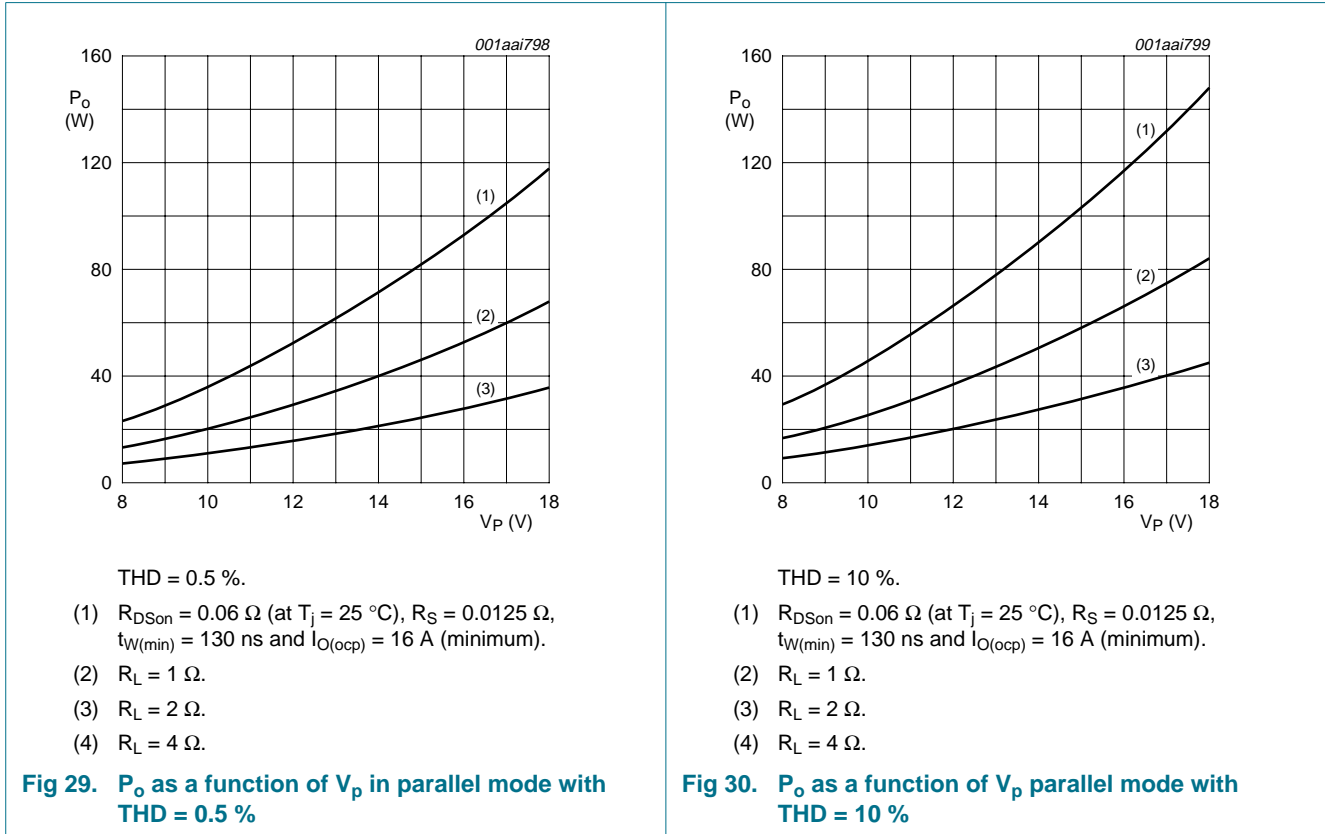 001aai798
160
120
80
40
0
Po
(W)
(1)
(2)
(3)
8 10 12 14 16 18
VP (V)
THD = 0.5 %.
(1) RDSon = 0.06 Ω (at Tj = 25 °C), RS = 0.0125 Ω,
tW(min) = 130 ns and IO(ocp) = 16 A (minimum).
(2) RL = 1 Ω.
(3) RL = 2 Ω.
(4) RL = 4 Ω.
Fig 29. Po as a function of Vp in parallel mode with
THD = 0.5 %
001aai799
160
120
80
40
0
Po
(W)
(1)
(2)
(3)
8 10 12 14 16 18
VP (V)
THD = 10 %.
(1) RDSon = 0.06 Ω (at Tj = 25 °C), RS = 0.0125 Ω,
tW(min) = 130 ns and IO(ocp) = 16 A (minimum).
(2) RL = 1 Ω.
(3) RL = 2 Ω.
(4) RL = 4 Ω.
Fig 30. Po as a function of Vp parallel mode with
THD = 10 %